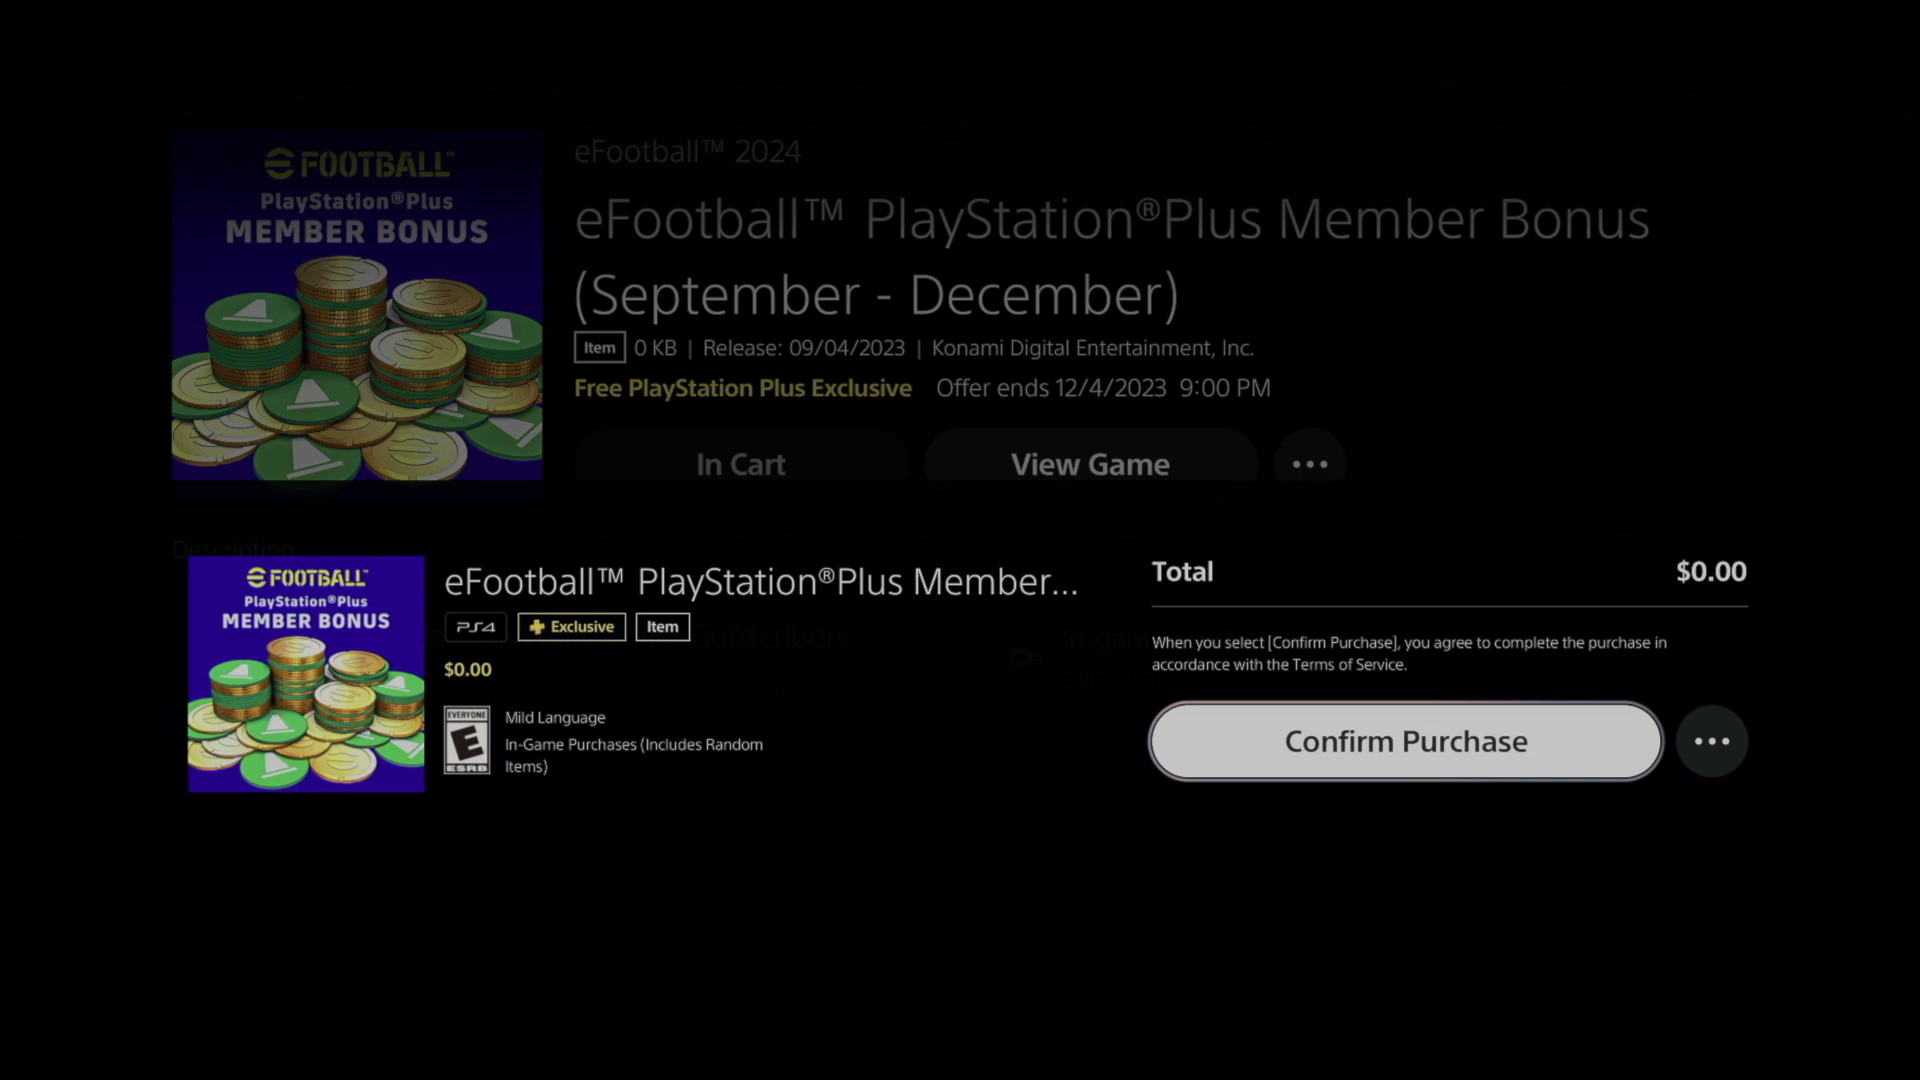 eFOOTBALL™
PlayStation®Plus
MEMBER BONUS
eFootball™ 2024
eFootball™ PlayStation®Plus Member Bonus
(September - December)
Item 0 KB | Release: 09/04/2023 | Konami Digital Entertainment, Inc.
Free PlayStation Plus Exclusive Offer ends 12/4/2023 9:00 PM
In Cart View Game
Description
eFOOTBALL™
PlayStation®Plus
MEMBER BONUS
eFootball™ PlayStation®Plus Member...
PS4 Exclusive Item
Subscribers
$0.00
EVERYONE
E
ESRB
Mild Language
In-Game Purchases (Includes Random
Items)
Total $0.00
When you select [Confirm Purchase], you agree to complete the purchase in
accordance with the Terms of Service.
Confirm Purchase